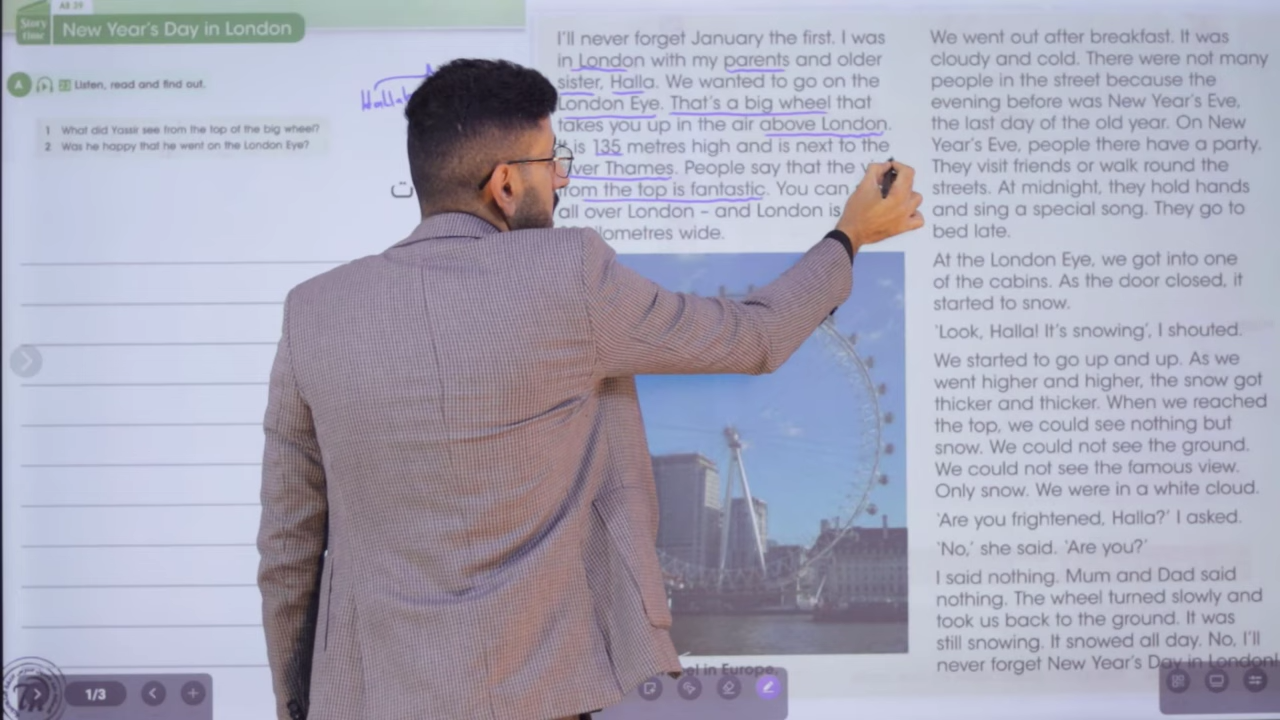 AB 39
Story time
New Year's Day in London
A
Listen, read and find out.
1 What did Yassir see from the top of the big wheel?
2 Was he happy that he went on the London Eye?
ت
I'll never forget January the first. I was
in London with my parents and older
sister, Halla. We wanted to go on the
London Eye. That's a big wheel that
takes you up in the air above London.
is 135 metres high and is next to the
Thames. People say that the
from the top is fantastic. You can
all over London – and London is
kilometres wide.
el in Europe.
We went out after breakfast. It was
cloudy and cold. There were not many
people in the street because the
evening before was New Year's Eve,
the last day of the old year. On New
Year's Eve, people there have a party.
They visit friends or walk round the
streets. At midnight, they hold hands
and sing a special song. They go to
bed late.
At the London Eye, we got into one
of the cabins. As the door closed, it
started to snow.
'Look, Halla! It's snowing', I shouted.
We started to go up and up. As we
went higher and higher, the snow got
thicker and thicker. When we reached
the top, we could see nothing but
snow. We could not see the ground.
We could not see the famous view.
Only snow. We were in a white cloud.
'Are you frightened, Halla?' I asked.
'No,' she said. 'Are you?'
I said nothing. Mum and Dad said
nothing. The wheel turned slowly and
took us back to the ground. It was
still snowing. It snowed all day. No, I'll
never forget New Year's Day in London!
1/3